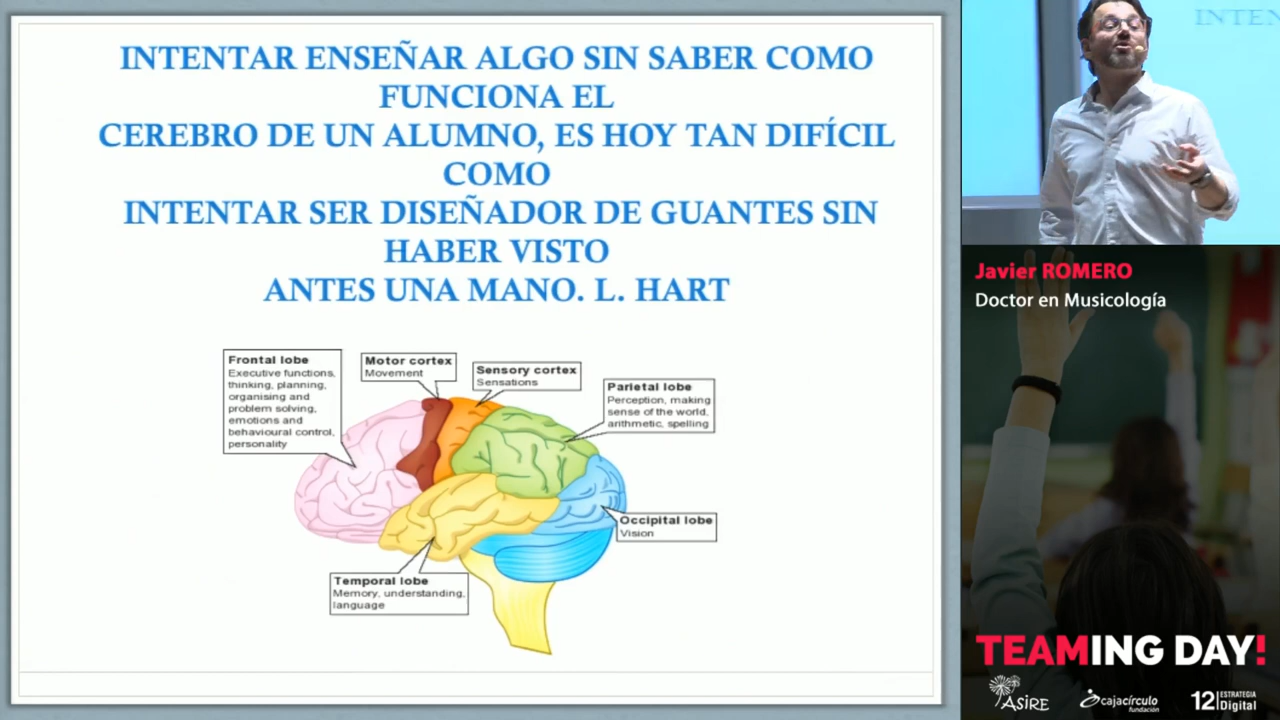 INTENTAR ENSEÑAR ALGO SIN SABER COMO
FUNCIONA EL
CEREBRO DE UN ALUMNO, ES HOY TAN DIFÍCIL
COMO
INTENTAR SER DISEÑADOR DE GUANTES SIN
HABER VISTO
ANTES UNA MANO. L. HART
Frontal lobe
Executive functions,
thinking, planning,
organising and
problem solving,
emotions and
behavioural control,
personality
Motor cortex
Movement
Sensory cortex
Sensations
Parietal lobe
Perception, making
sense of the world,
arithmetic, spelling
Occipital lobe
Vision
Temporal lobe
Memory, understanding,
language
INTEN
Javier ROMERO
Doctor en Musicología
TEAMING DAY!
ASIRE
cajacírculo
fundación
12 ESTRATEGIA
Digital